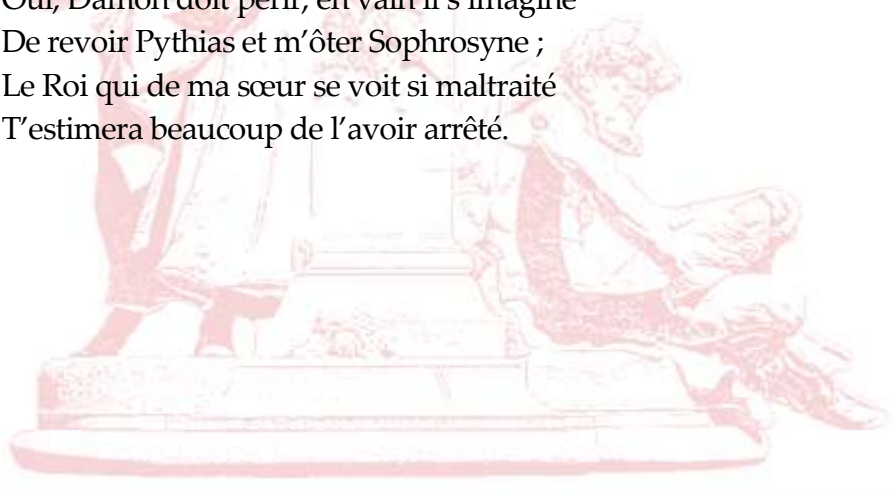 Oui, Damon doit périr, en vain il s'imagine
De revoir Pythias et m'ôter Sophrosyne ;
Le Roi qui de ma sœur se voit si maltraité
T'estimera beaucoup de l'avoir arrêté.